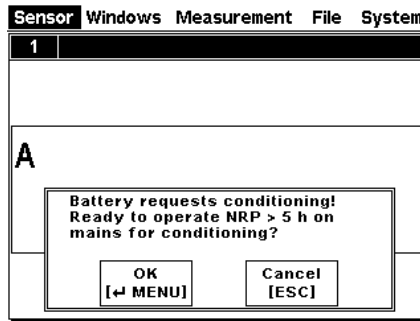 Sensor Windows Measurement File System
1
A
Battery requests conditioning!
Ready to operate NRP > 5 h on
mains for conditioning?
OK Cancel
[↵ MENU] [ESC]